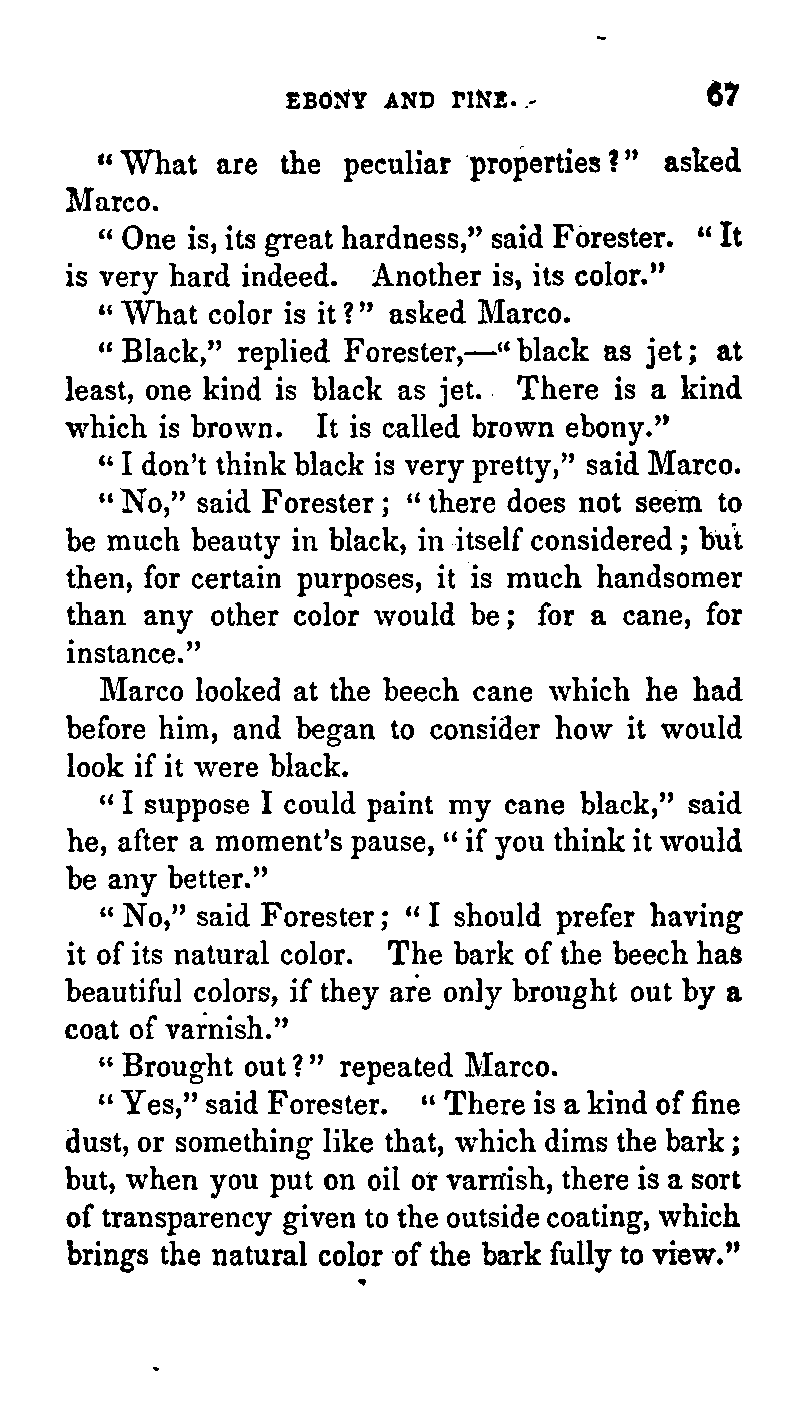 EBONY AND PINE. 67
"What are the peculiar properties?" asked
Marco.
"One is, its great hardness," said Forester. "It
is very hard indeed. Another is, its color."
"What color is it?" asked Marco.
"Black," replied Forester,—"black as jet; at
least, one kind is black as jet. There is a kind
which is brown. It is called brown ebony."
"I don't think black is very pretty," said Marco.
"No," said Forester; "there does not seem to
be much beauty in black, in itself considered; but
then, for certain purposes, it is much handsomer
than any other color would be; for a cane, for
instance."
Marco looked at the beech cane which he had
before him, and began to consider how it would
look if it were black.
"I suppose I could paint my cane black," said
he, after a moment's pause, "if you think it would
be any better."
"No," said Forester; "I should prefer having
it of its natural color. The bark of the beech has
beautiful colors, if they are only brought out by a
coat of varnish."
"Brought out?" repeated Marco.
"Yes," said Forester. "There is a kind of fine
dust, or something like that, which dims the bark;
but, when you put on oil or varnish, there is a sort
of transparency given to the outside coating, which
brings the natural color of the bark fully to view."